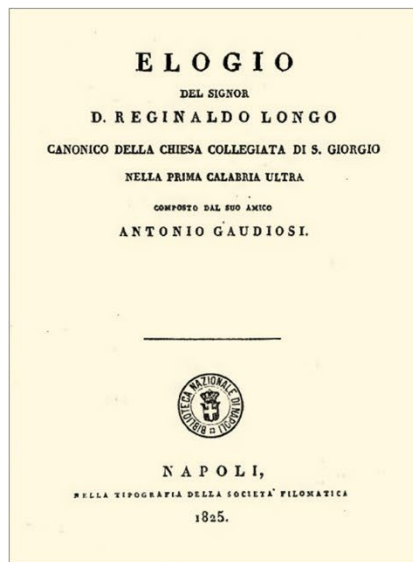 ELOGIO
DEL SIGNOR
D. REGINALDO LONGO
CANONICO DELLA CHIESA COLLEGIATA DI S. GIORGIO
NELLA PRIMA CALABRIA ULTRA
COMPOSTO DAL SUO AMICO
ANTONIO GAUDIOSI.
BIBLIOTECA NAZIONALE DI NAPOLI
NAPOLI,
NELLA TIPOGRAFIA DELLA SOCIETA' FILOMATICA
1825.